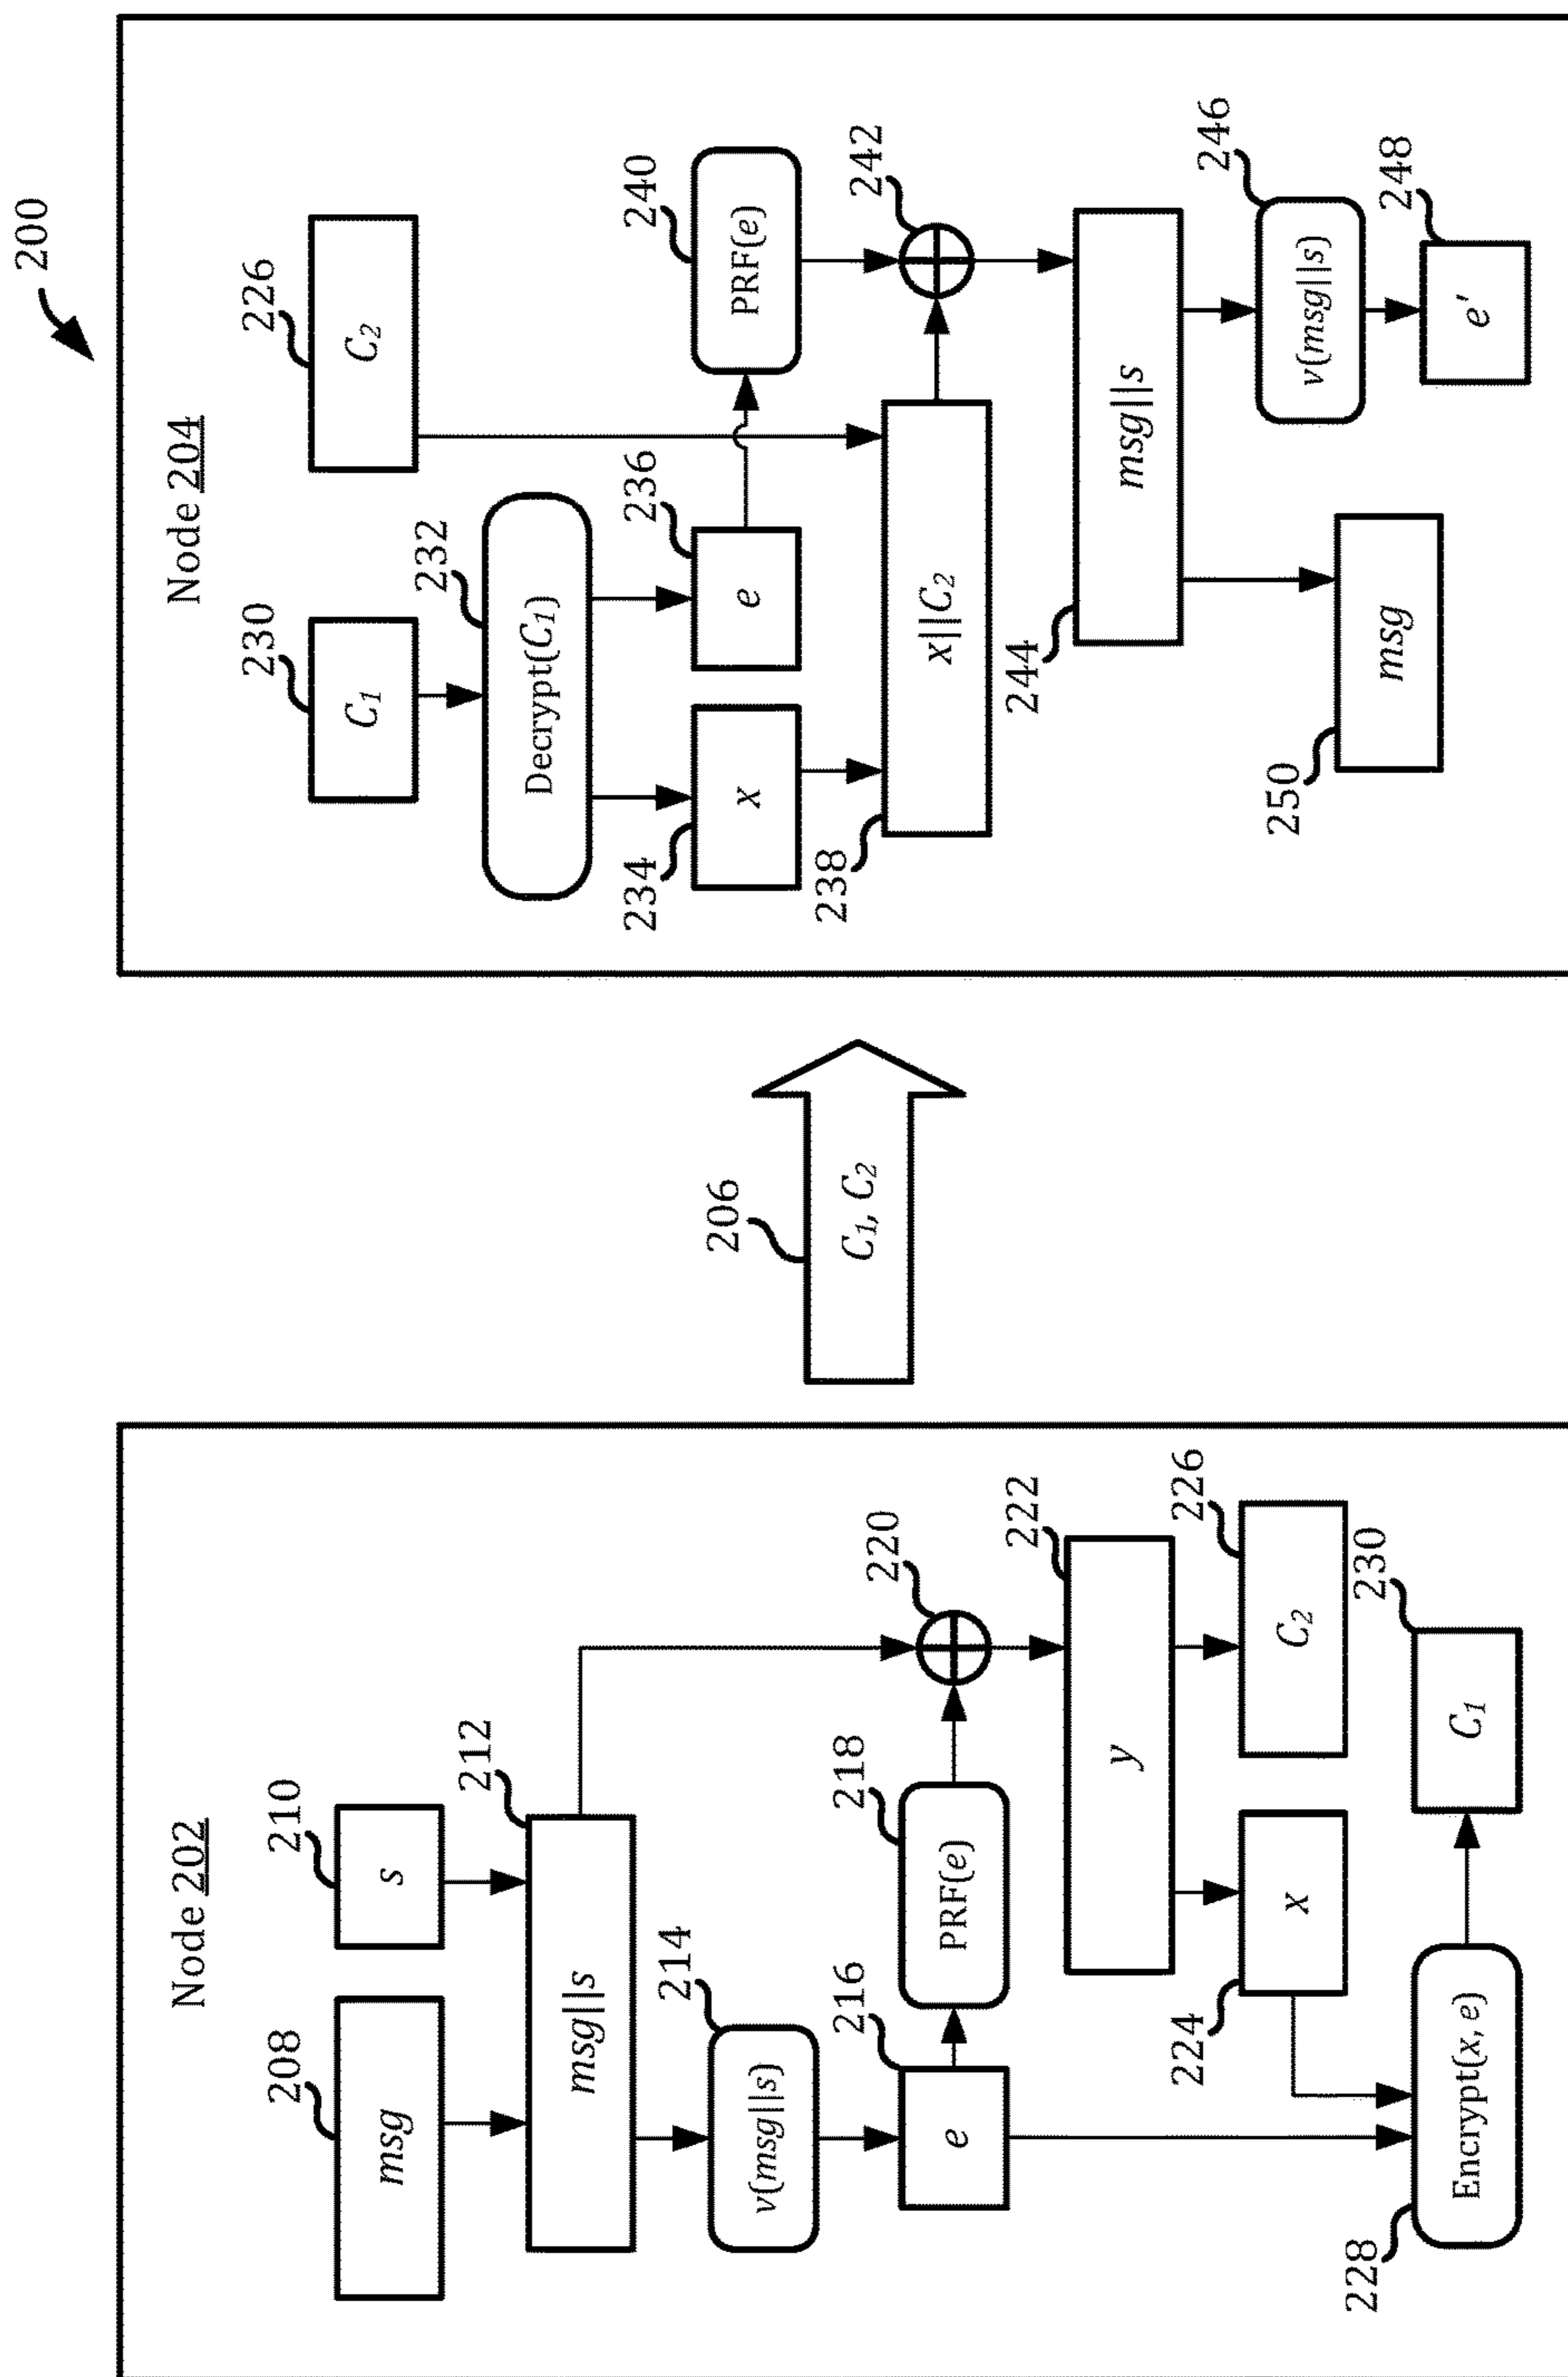 200
Node 202
208
msg
210
s
212
msg||s
214
v(msg||s)
216
e
218
PRF(e)
220
222
y
224
x
226
C₂
228
Encrypt(x, e)
230
C₁
206
C₁, C₂
Node 204
230
C₁
226
C₂
232
Decrypt(C₁)
234
x
236
e
240
PRF(e)
238
x||C₂
242
244
msg||s
246
v(msg||s)
248
e'
250
msg